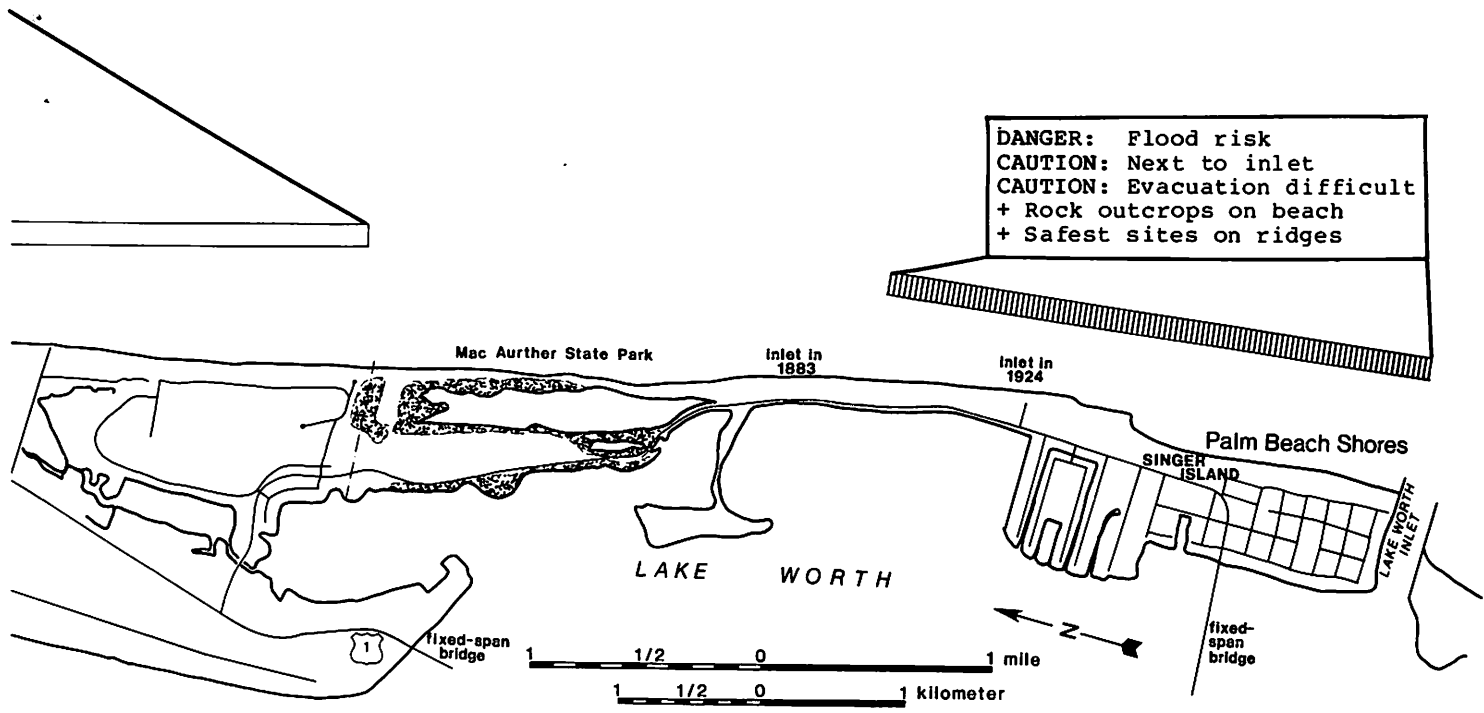 DANGER: Flood risk
CAUTION: Next to inlet
CAUTION: Evacuation difficult
+ Rock outcrops on beach
+ Safest sites on ridges
Mac Aurther State Park
Inlet in
1883
Inlet in
1924
Palm Beach Shores
SINGER
ISLAND
LAKE WORTH
INLET
LAKE WORTH
N
1
fixed-span
bridge
fixed-
span
bridge
1 1/2 0 1 mile
1 1/2 0 1 kilometer